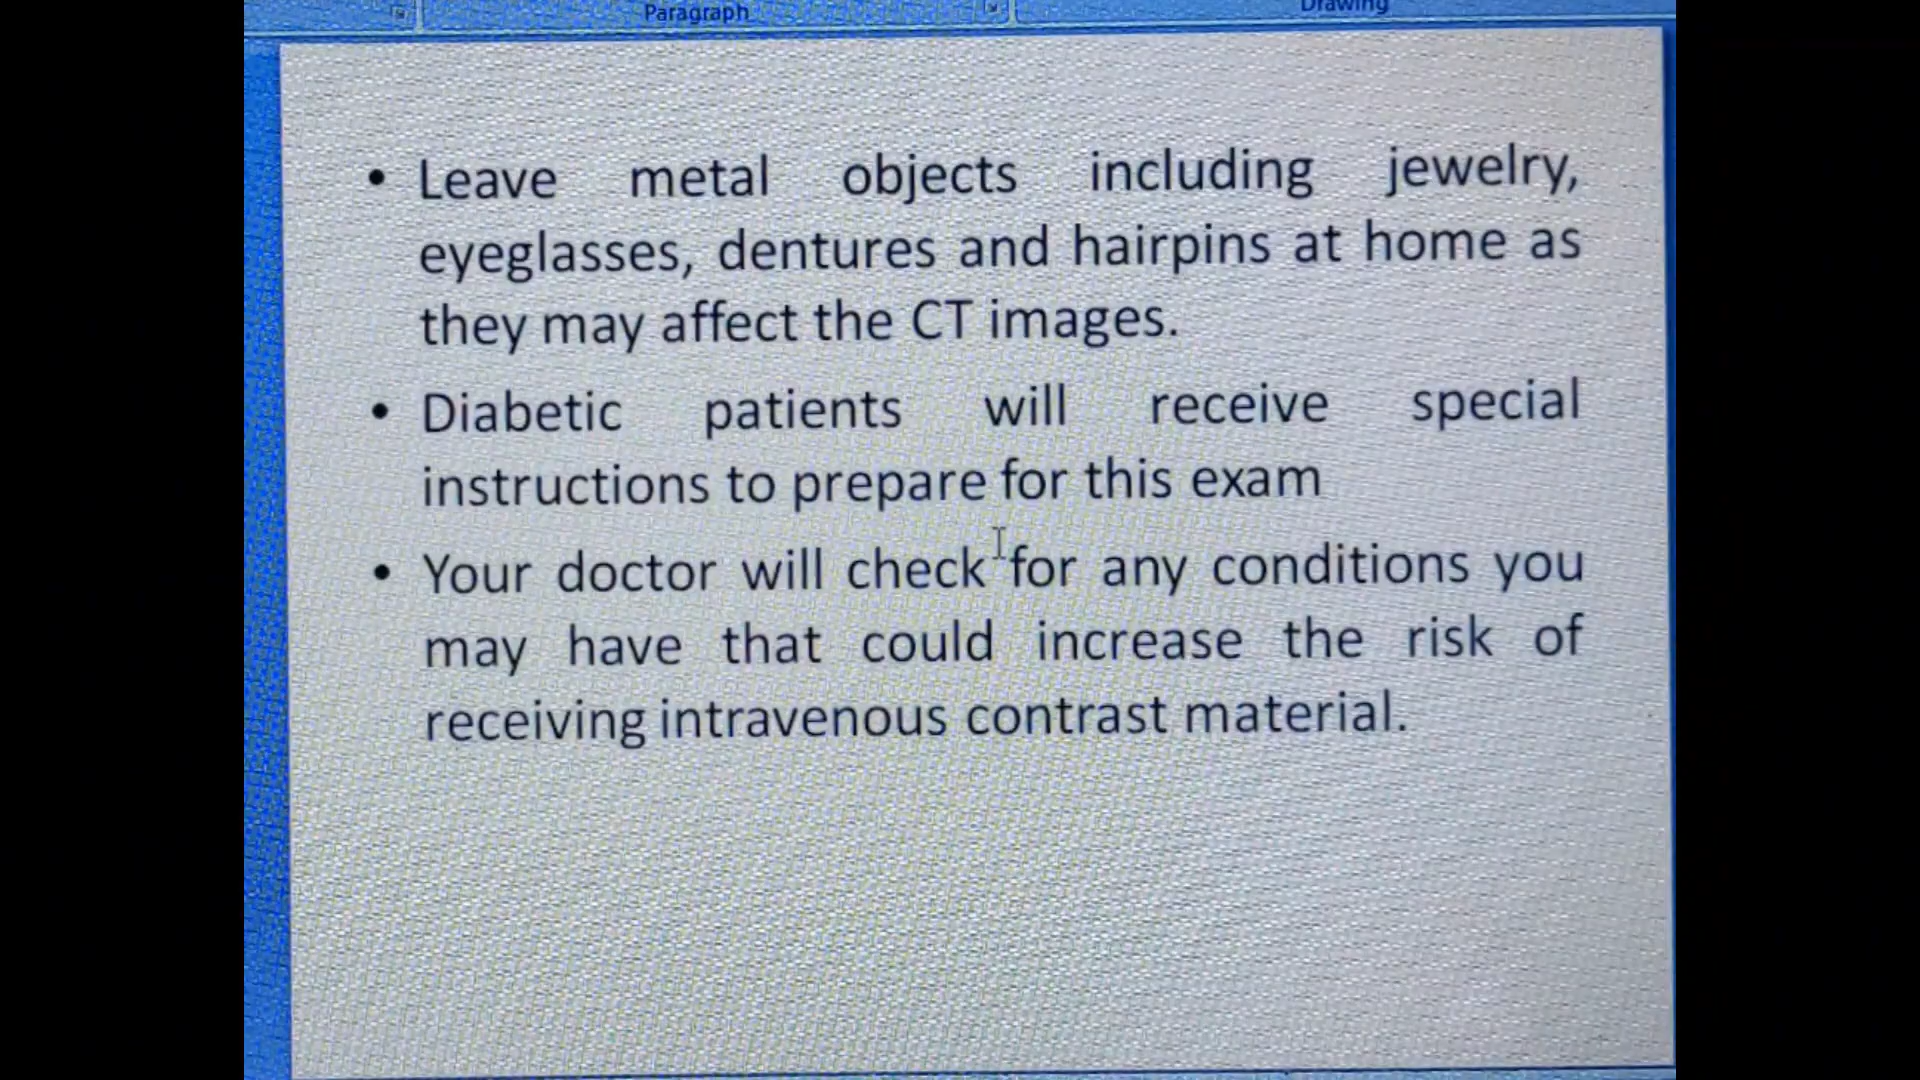 Paragraph
Drawing
• Leave metal objects including jewelry,
eyeglasses, dentures and hairpins at home as
they may affect the CT images.
• Diabetic patients will receive special
instructions to prepare for this exam
• Your doctor will check for any conditions you
may have that could increase the risk of
receiving intravenous contrast material.